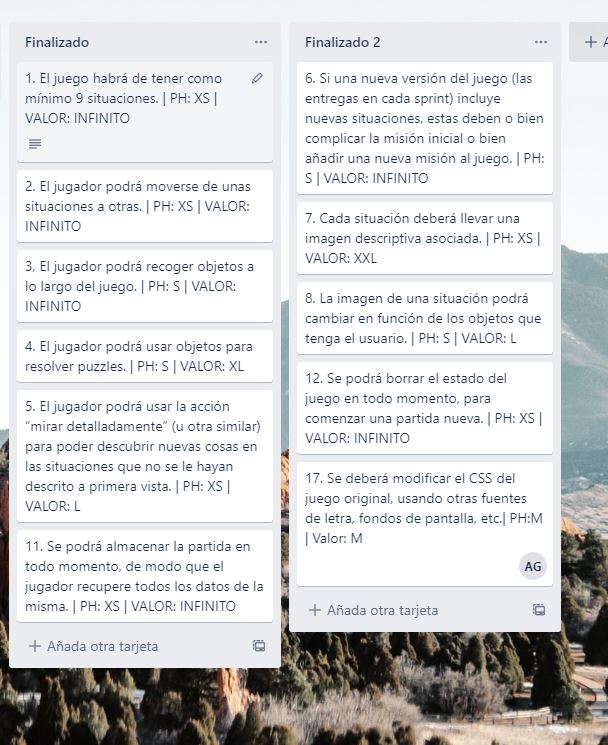 Finalizado
1. El juego habrá de tener como
mínimo 9 situaciones. | PH: XS |
VALOR: INFINITO
2. El jugador podrá moverse de unas
situaciones a otras. | PH: XS | VALOR:
INFINITO
3, El jugador podrá recoger objetos a
lo largo del juego. | PH: S | VALOR:
INFINITO
4. El jugador podrá usar objetos para
resolver puzzles. | PH: S | VALOR: XL
5. El jugador podrá usar la acción
“mirar detalladamente” (u otra similar)
para poder descubrir nuevas cosas en
las situaciones que no se le hayan
descrito a primera vista. | PH: XS |
VALOR: L
11. Se podrá almacenar la partida en
todo momento, de modo que el
jugador recupere todos los datos de la
misma. | PH: XS | VALOR: INFINITO
+ Añada otra tarjeta
Finalizado 2
6. Si una nueva versión del juego (las
entregas en cada sprint) incluye
nuevas situaciones, estas deben o bien
complicar la misión inicial o bien
añadir una nueva misión al juego. | PH:
S | VALOR: INFINITO
7. Cada situación deberá llevar una
imagen descriptiva asociada. | PH: XS |
VALOR: XXL
8. La imagen de una situación podrá
cambiar en función de los objetos que
tenga el usuario. | PH: S | VALOR: L
12. Se podrá borrar el estado del
juego en todo momento, para
comenzar una partida nueva. | PH: XS |
VALOR: INFINITO
17. Se deberá modificar el CSS del
juego original, usando otras fuentes
de letra, fondos de pantalla, etc.| PH:M
| Valor: M
AG
+ Añada otra tarjeta